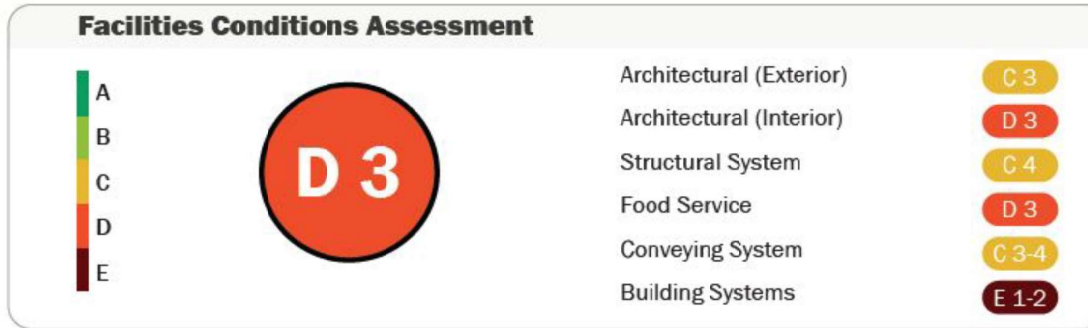 Facilities Conditions Assessment
A
B
C
D
E
D 3
Architectural (Exterior) C 3
Architectural (Interior) D 3
Structural System C 4
Food Service D 3
Conveying System C 3-4
Building Systems E 1-2